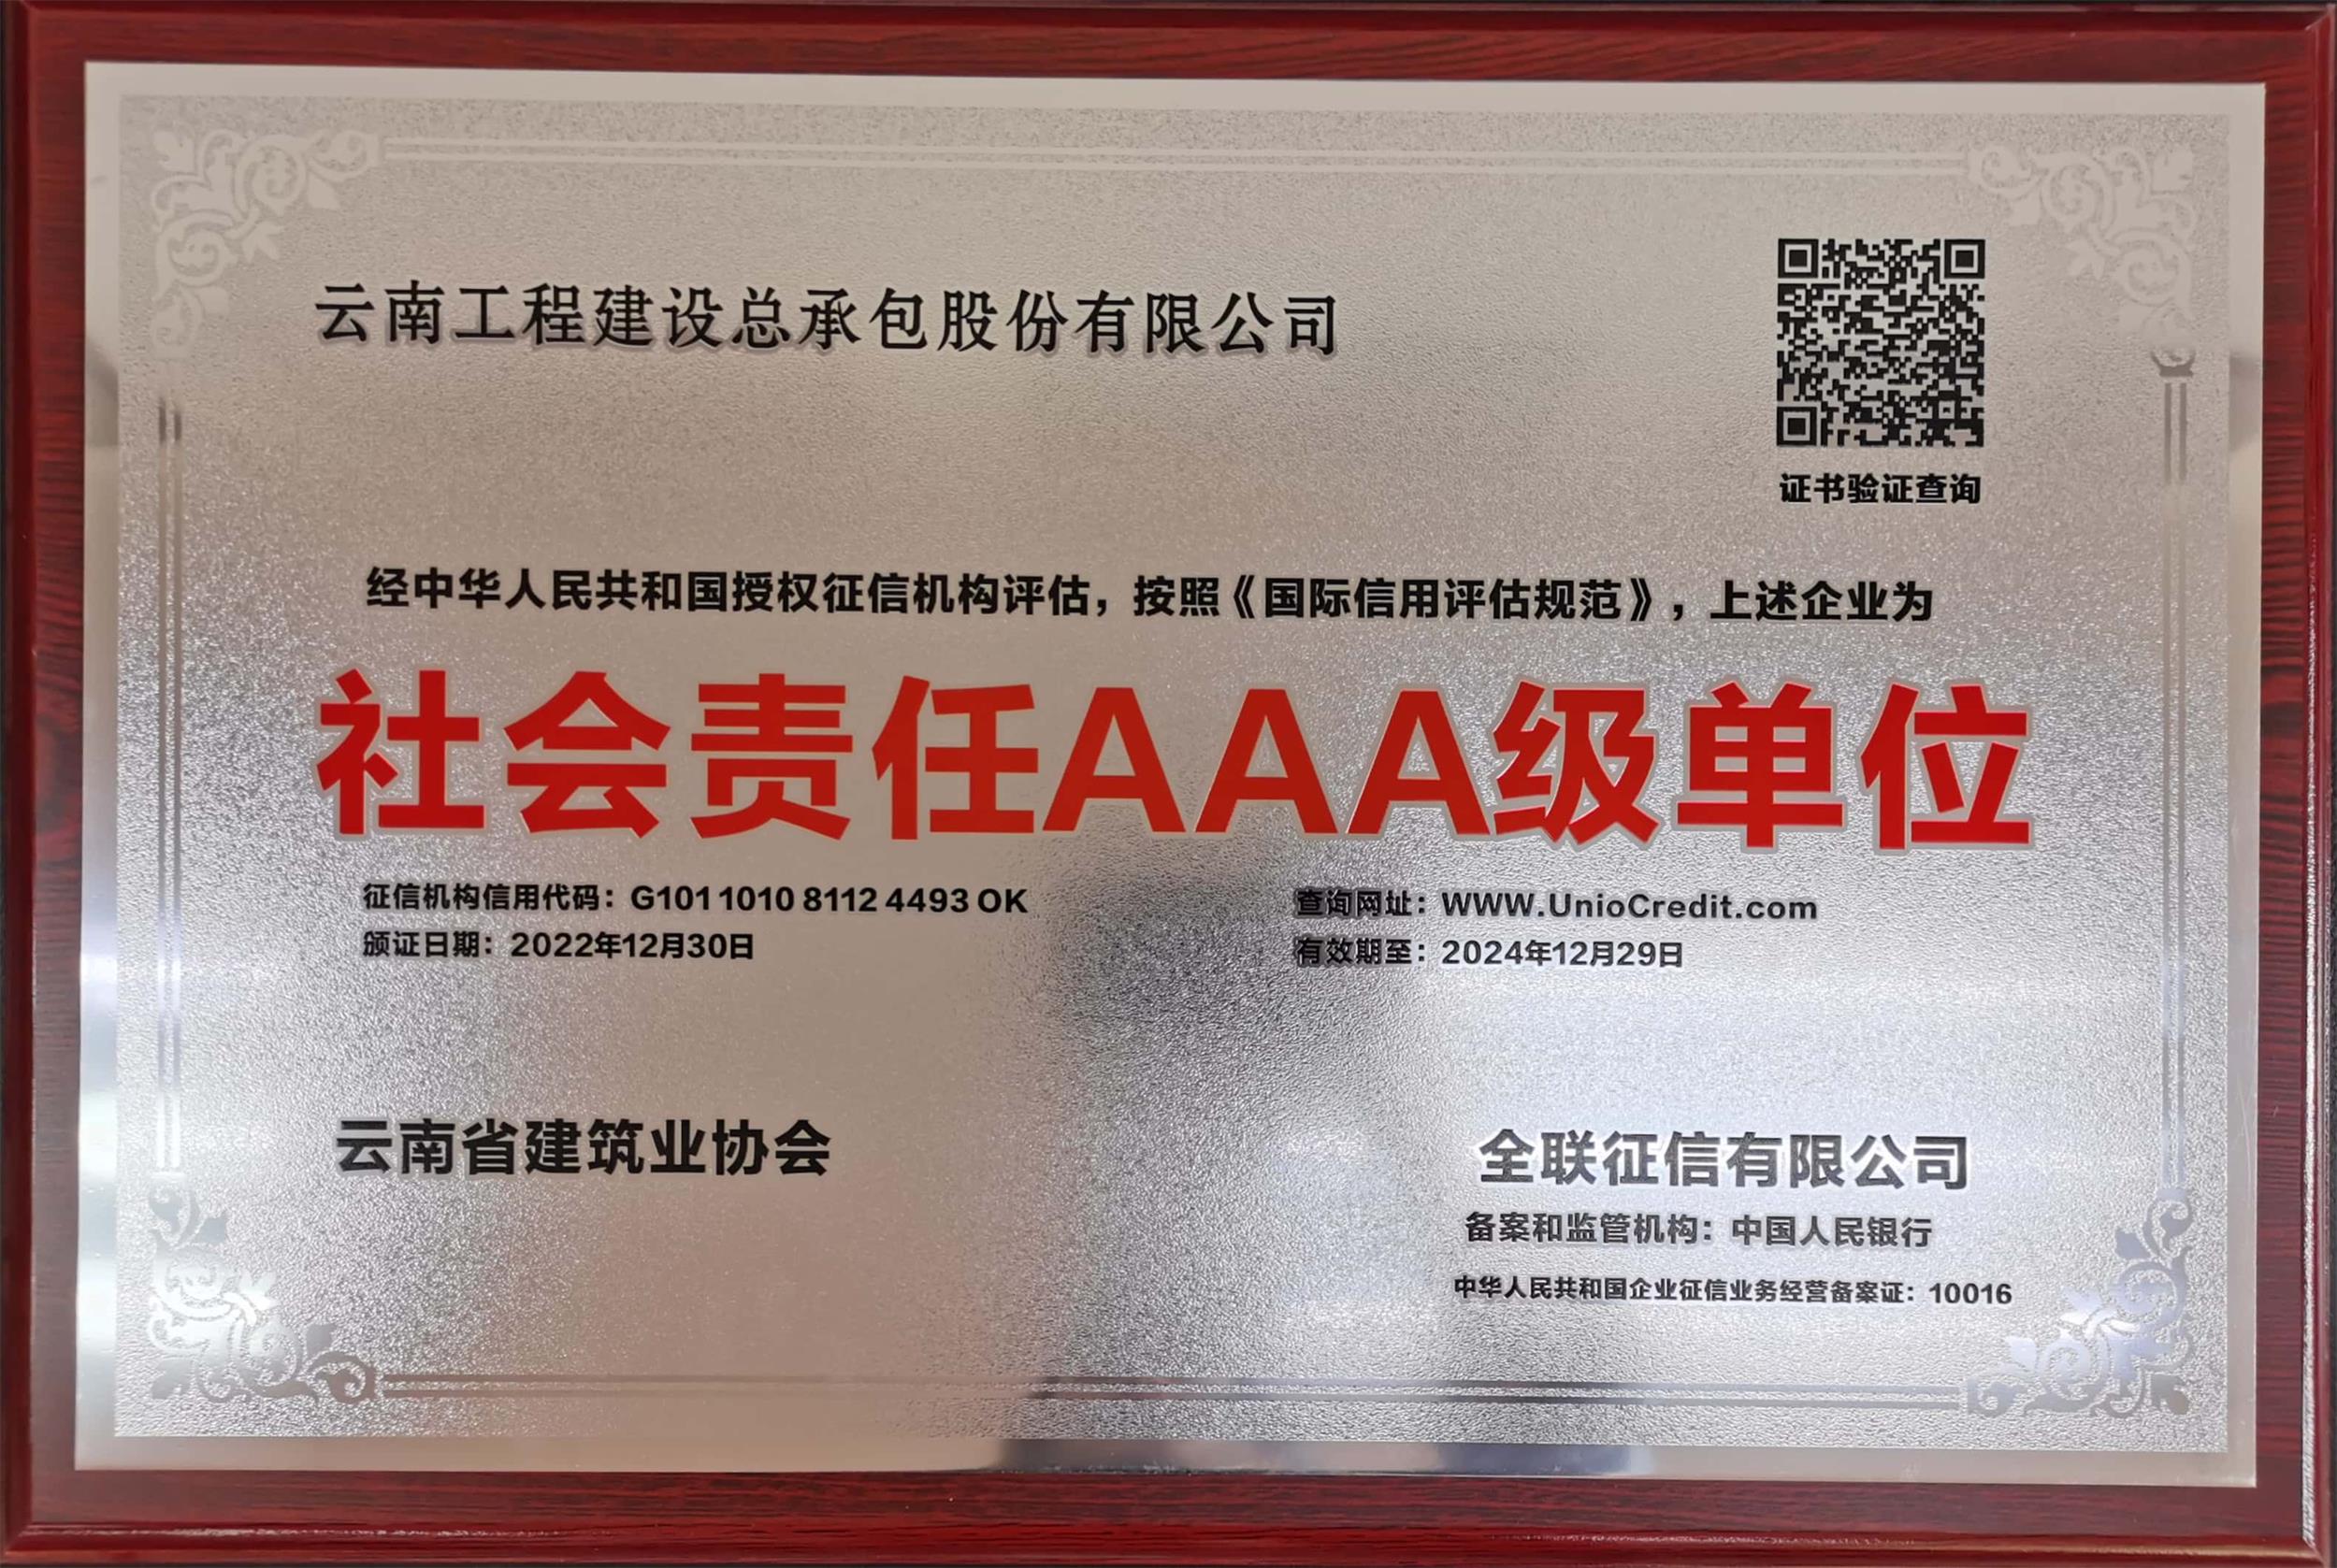 云南工程建设总承包股份有限公司
证书验证查询
经中华人民共和国授权征信机构评估，按照《国际信用评估规范》，上述企业为
社会责任AAA级单位
征信机构信用代码：G101 1010 8112 4493 OK
查询网址：WWW.UnioCredit.com
颁证日期：2022年12月30日
有效期至：2024年12月29日
云南省建筑业协会
全联征信有限公司
备案和监管机构：中国人民银行
中华人民共和国企业征信业务经营备案证：10016